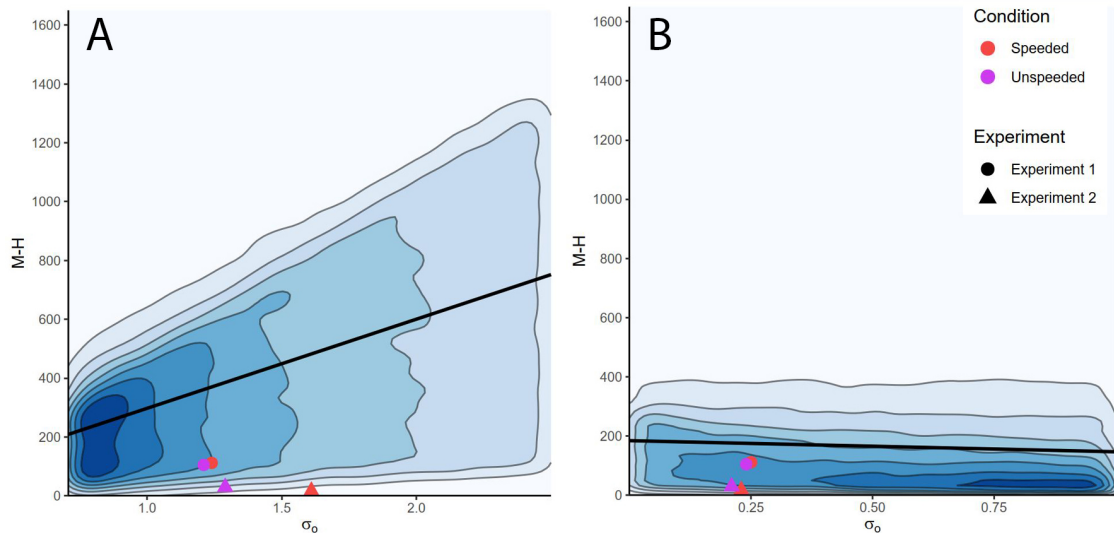 A
1600
1400
1200
1000
800
600
400
200
0
M-H
1.0 1.5 2.0
σo
B
1600
1400
1200
1000
800
600
400
200
0
M-H
0.25 0.50 0.75
σo
Condition
Speeded
Unspeeded
Experiment
Experiment 1
Experiment 2